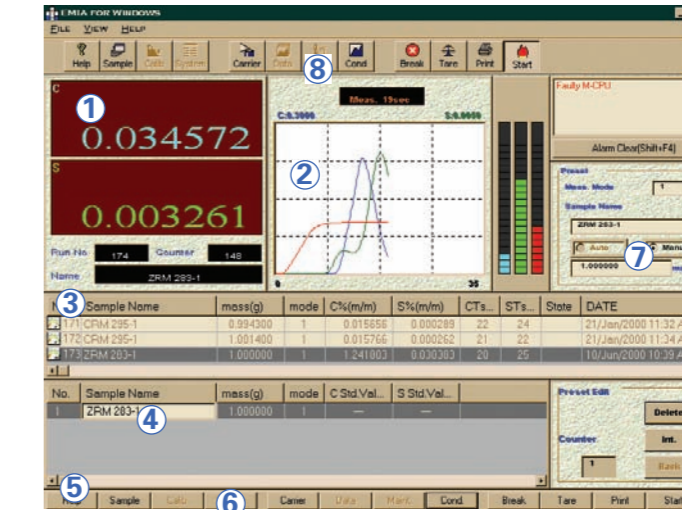 EMIA FOR WINDOWS
FILE VIEW HELP
Help Sample Calib System Carrier Data Cond Break Tare Print Start
8
C
1
0.034572
S
0.003261
Run No. 174 Counter 148
Name ZRM 283-1
Meas. 19sec
C:0.3000 S:0.0050
2
0 35
Faulty M-CPU
Alarm Clear(Shift+F4)
Preset
Meas. Mode 1
Sample Name
ZRM 283-1
Auto 7 Manu
1.000000
3 Sample Name mass(g) mode C%(m/m) S%(m/m) CTs... STs... State DATE
171 CRM 295-1 0.994300 1 0.015656 0.000289 22 24 21/Jan/2000 11:32 A
172 CRM 295-1 1.001400 1 0.015766 0.000262 21 22 21/Jan/2000 11:34 A
173 ZRM 283-1 1.000000 1 1.241003 0.030303 20 25 10/Jun/2000 10:39 A
No. Sample Name mass(g) mode C Std.Val... S Std.Val...
1 ZRM 283-1 1.000000 1 — —
4
Preset Edit
Delete
Counter Int.
1 Back
5
Help Sample Calib 6 Carrier Data Maint. Cond. Break Tare Print Start